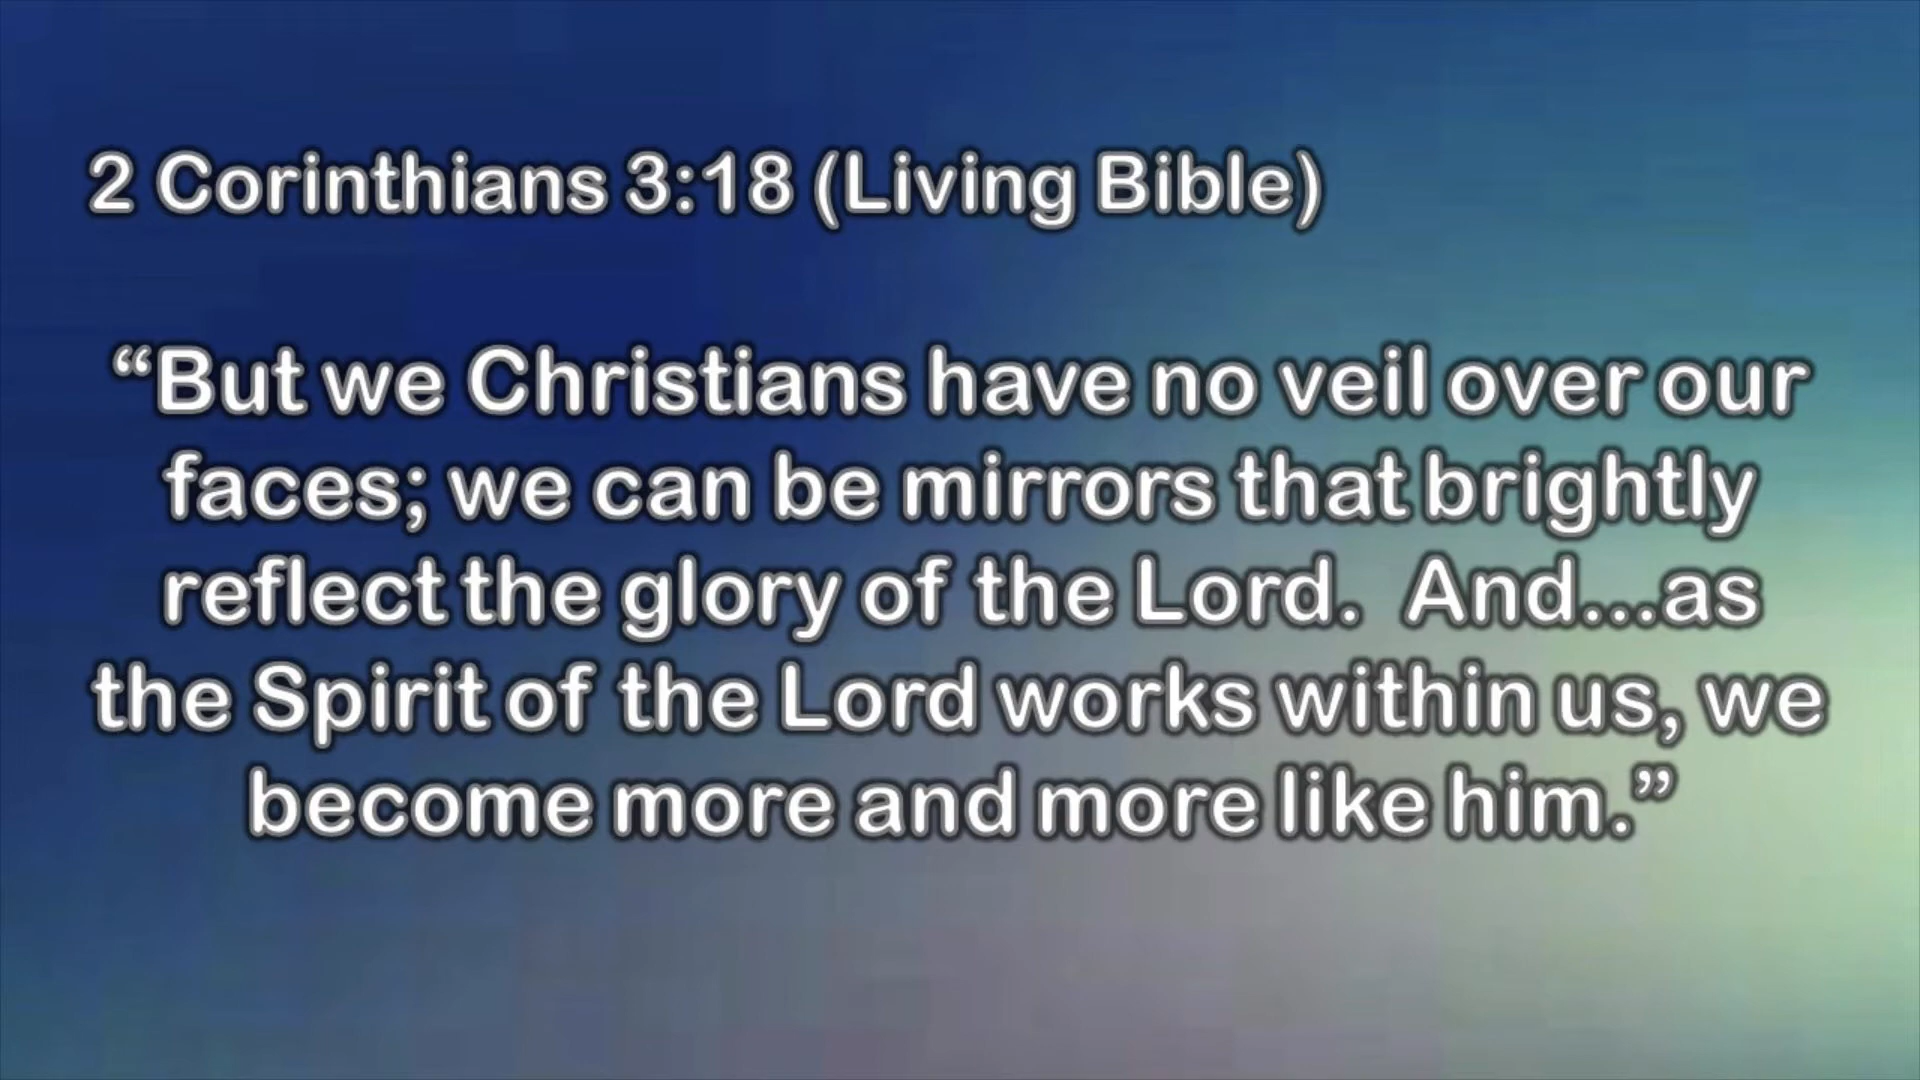 2 Corinthians 3:18 (Living Bible)
“But we Christians have no veil over our
faces; we can be mirrors that brightly
reflect the glory of the Lord.  And...as
the Spirit of the Lord works within us, we
become more and more like him.”